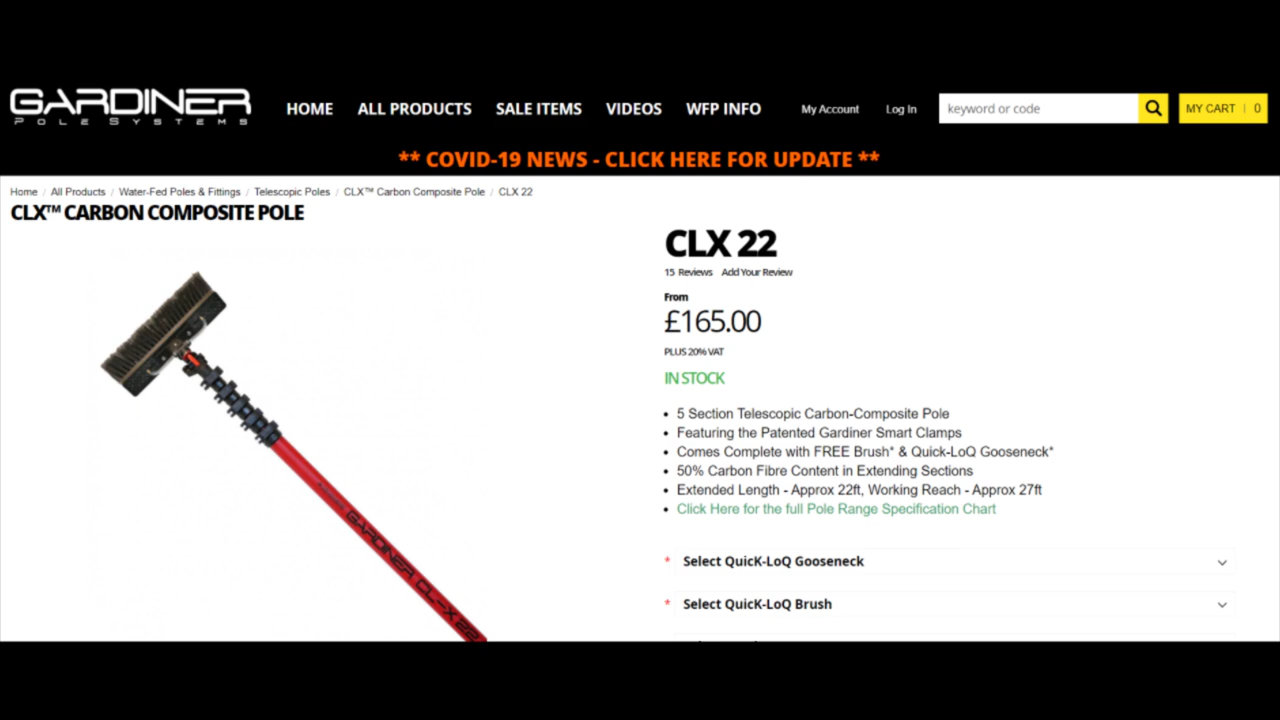 GARDINER
Pole Systems
HOME ALL PRODUCTS SALE ITEMS VIDEOS WFP INFO My Account Log In keyword or code MY CART | 0
** COVID-19 NEWS - CLICK HERE FOR UPDATE **
Home / All Products / Water-Fed Poles & Fittings / Telescopic Poles / CLX™ Carbon Composite Pole / CLX 22
CLX™ CARBON COMPOSITE POLE
GARDINER CL-X 22
CLX 22
15 Reviews Add Your Review
From
£165.00
PLUS 20% VAT
IN STOCK
• 5 Section Telescopic Carbon-Composite Pole
• Featuring the Patented Gardiner Smart Clamps
• Comes Complete with FREE Brush* & Quick-LoQ Gooseneck*
• 50% Carbon Fibre Content in Extending Sections
• Extended Length - Approx 22ft, Working Reach - Approx 27ft
• Click Here for the full Pole Range Specification Chart
* Select QuicK-LoQ Gooseneck
* Select QuicK-LoQ Brush